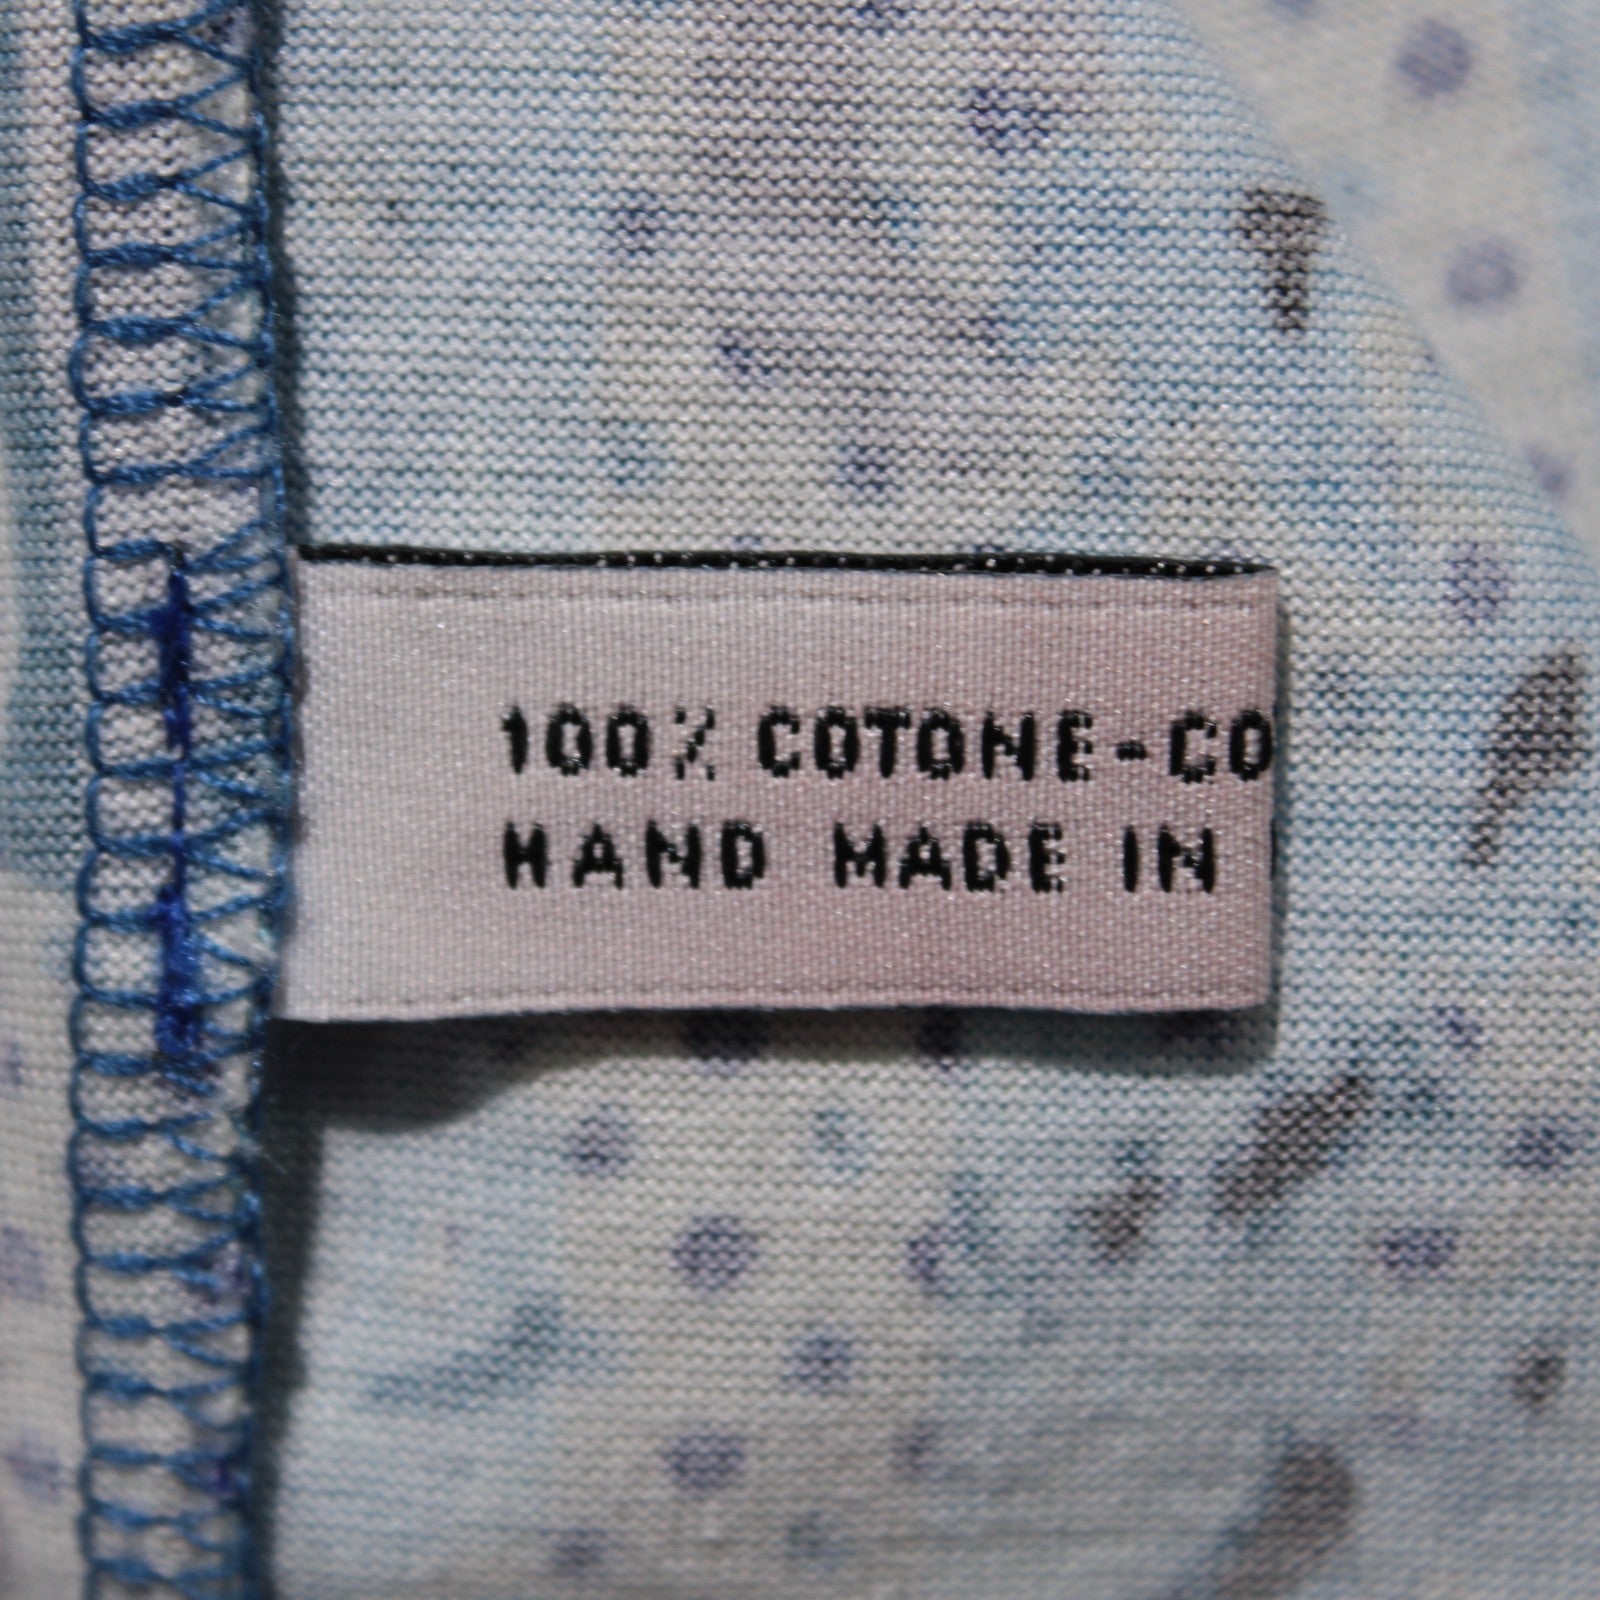 100% COTONE-CO
HAND MADE IN